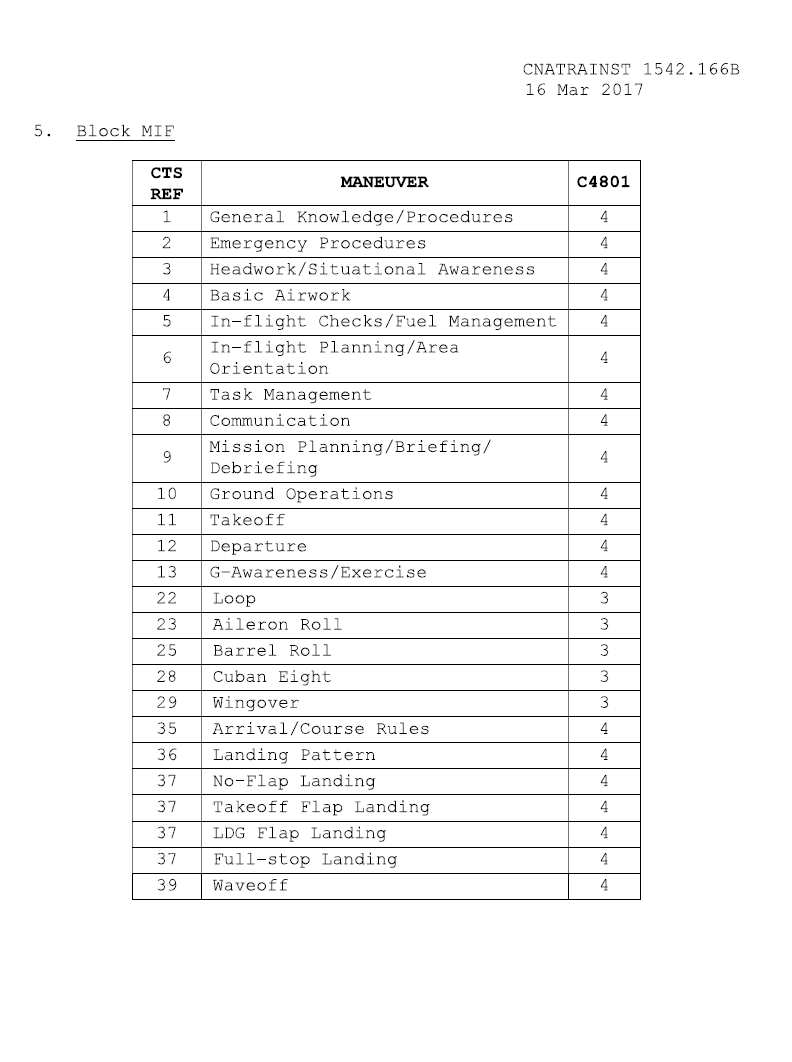 CNATRAINST 1542.166B
16 Mar 2017
5. Block MIF
CTS
REF
MANEUVER
C4801
1 General Knowledge/Procedures 4
2 Emergency Procedures 4
3 Headwork/Situational Awareness 4
4 Basic Airwork 4
5 In-flight Checks/Fuel Management 4
6 In-flight Planning/Area
Orientation 4
7 Task Management 4
8 Communication 4
9 Mission Planning/Briefing/
Debriefing 4
10 Ground Operations 4
11 Takeoff 4
12 Departure 4
13 G-Awareness/Exercise 4
22 Loop 3
23 Aileron Roll 3
25 Barrel Roll 3
28 Cuban Eight 3
29 Wingover 3
35 Arrival/Course Rules 4
36 Landing Pattern 4
37 No-Flap Landing 4
37 Takeoff Flap Landing 4
37 LDG Flap Landing 4
37 Full-stop Landing 4
39 Waveoff 4